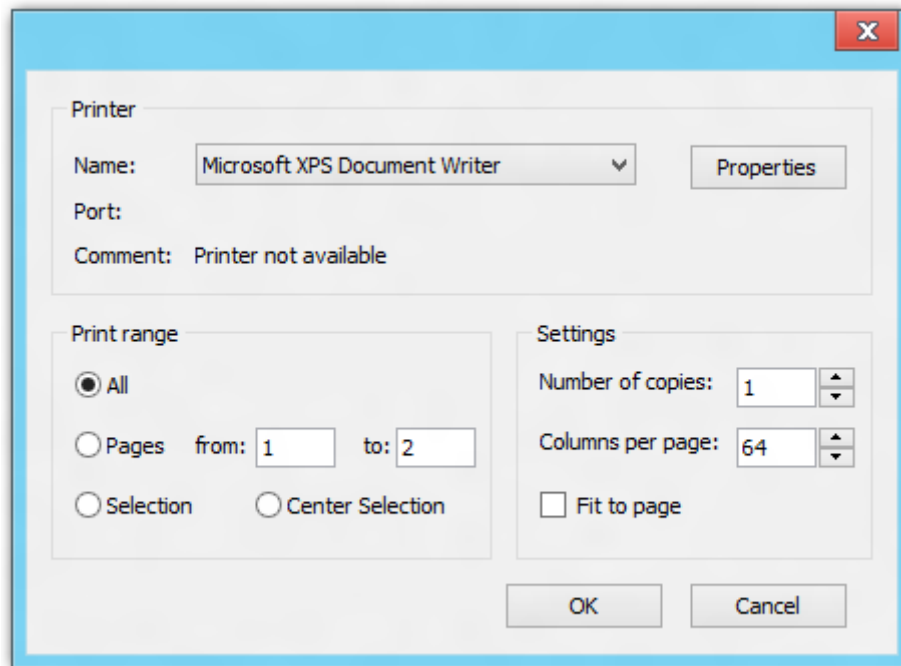 Printer
Name: Microsoft XPS Document Writer Properties
Port:
Comment: Printer not available
Print range
All
Pages from: 1 to: 2
Selection Center Selection
Settings
Number of copies: 1
Columns per page: 64
Fit to page
OK Cancel